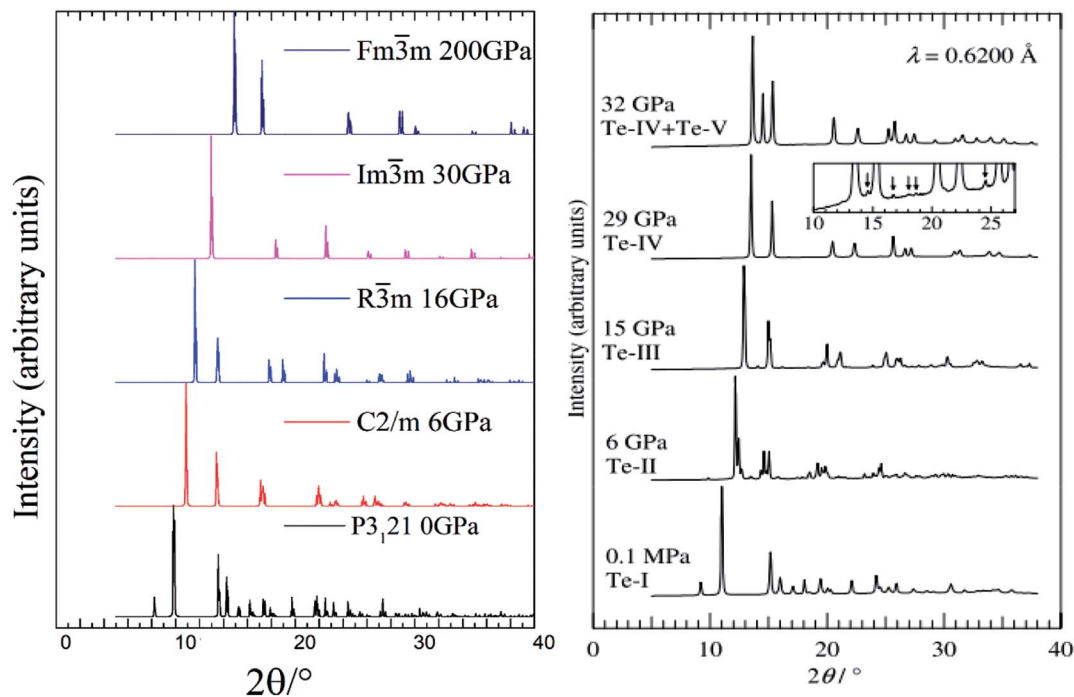 Fm3̅m 200GPa
Im3̅m 30GPa
R3̅m 16GPa
C2/m 6GPa
P3₁21 0GPa
Intensity (arbitrary units)
0 10 20 30 40
2θ/°
λ = 0.6200 Å
32 GPa
Te-IV+Te-V
10 15 20 25
29 GPa
Te-IV
15 GPa
Te-III
6 GPa
Te-II
0.1 MPa
Te-I
Intensity (arbitrary units)
0 10 20 30 40
2θ/°